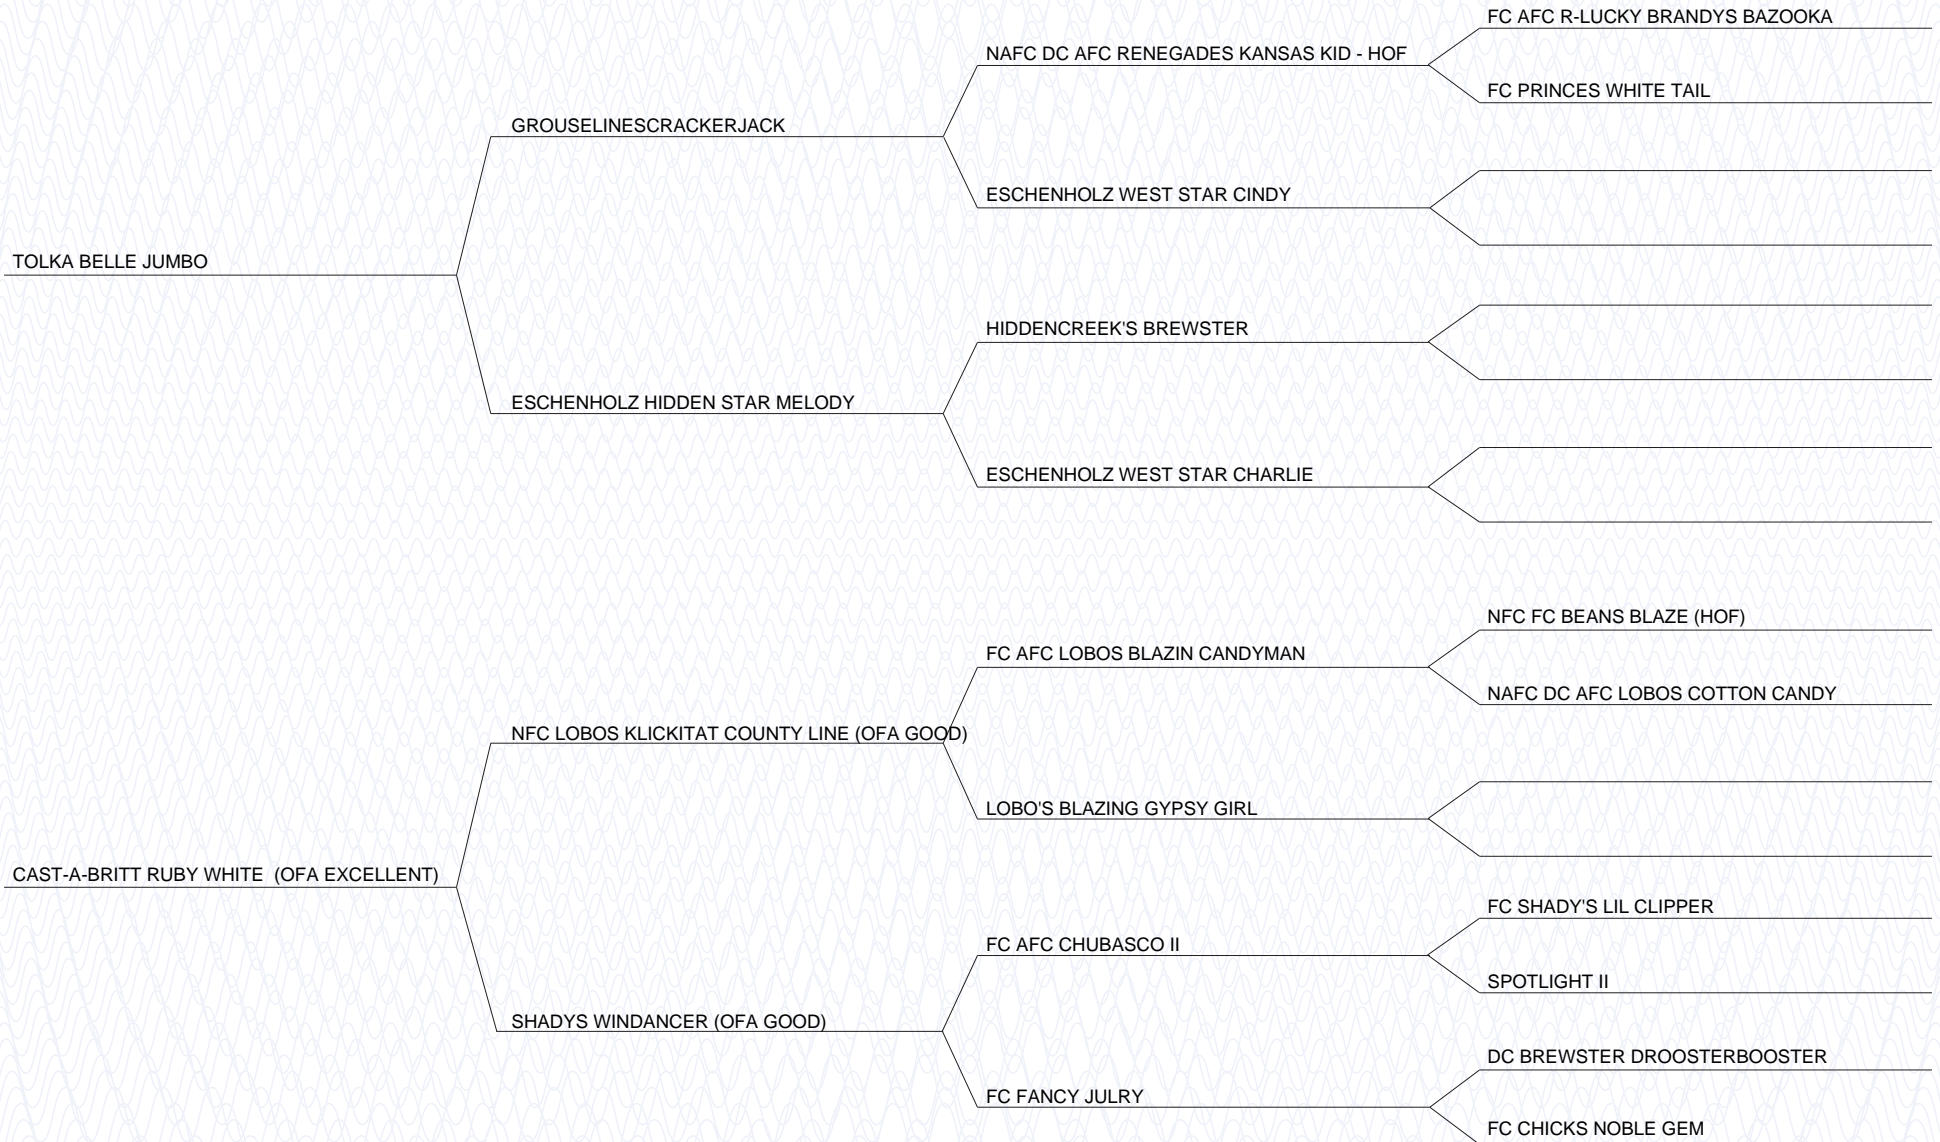 FC AFC R-LUCKY BRANDYS BAZOOKA
NAFC DC AFC RENEGADES KANSAS KID - HOF
FC PRINCES WHITE TAIL
GROUSELINESCRACKERJACK
ESCHENHOLZ WEST STAR CINDY
TOLKA BELLE JUMBO
HIDDENCREEK'S BREWSTER
ESCHENHOLZ HIDDEN STAR MELODY
ESCHENHOLZ WEST STAR CHARLIE
NFC FC BEANS BLAZE (HOF)
FC AFC LOBOS BLAZIN CANDYMAN
NAFC DC AFC LOBOS COTTON CANDY
NFC LOBOS KLICKITAT COUNTY LINE (OFA GOOD)
LOBO'S BLAZING GYPSY GIRL
CAST-A-BRITT RUBY WHITE  (OFA EXCELLENT)
FC SHADY'S LIL CLIPPER
FC AFC CHUBASCO II
SPOTLIGHT II
SHADYS WINDANCER (OFA GOOD)
DC BREWSTER DROOSTERBOOSTER
FC FANCY JULRY
FC CHICKS NOBLE GEM